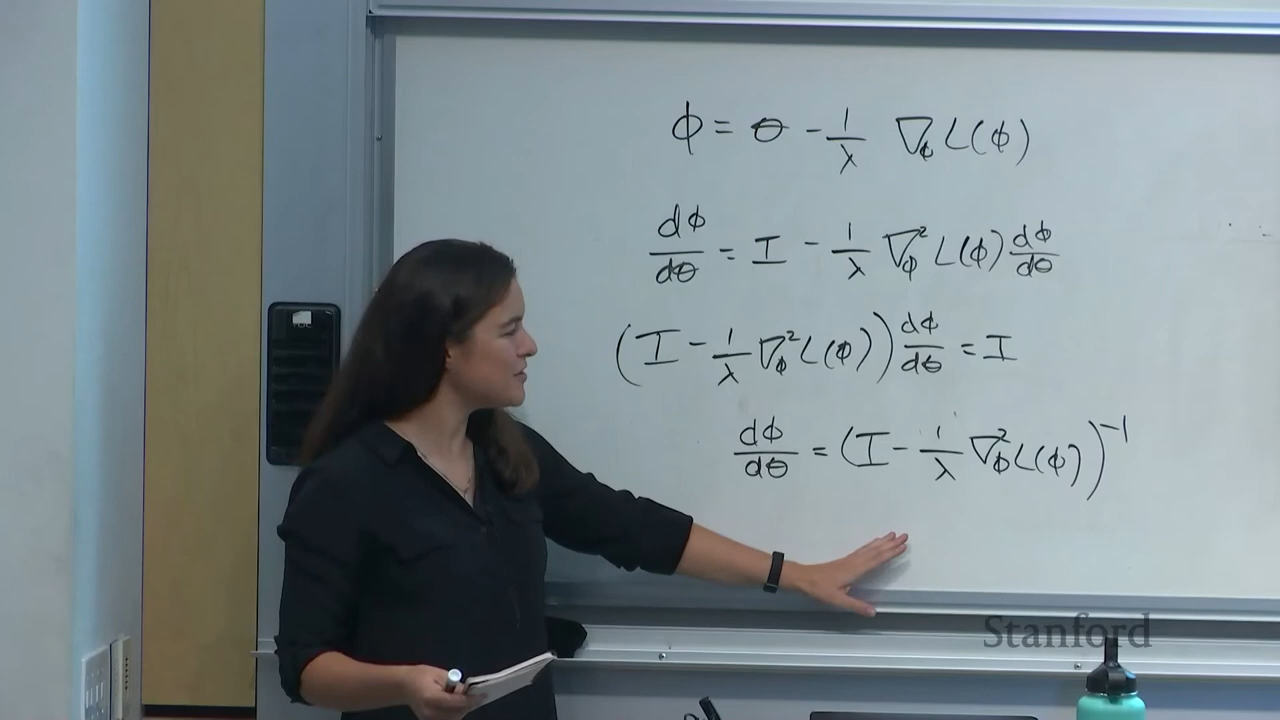 ϕ = θ - 1/λ ∇_ϕ L(ϕ)
dϕ/dθ = I - 1/λ ∇²_ϕ L(ϕ) dϕ/dθ
(I - 1/λ ∇²_ϕ L(ϕ)) dϕ/dθ = I
dϕ/dθ = (I - 1/λ ∇²_ϕ L(ϕ))⁻¹
Stanford